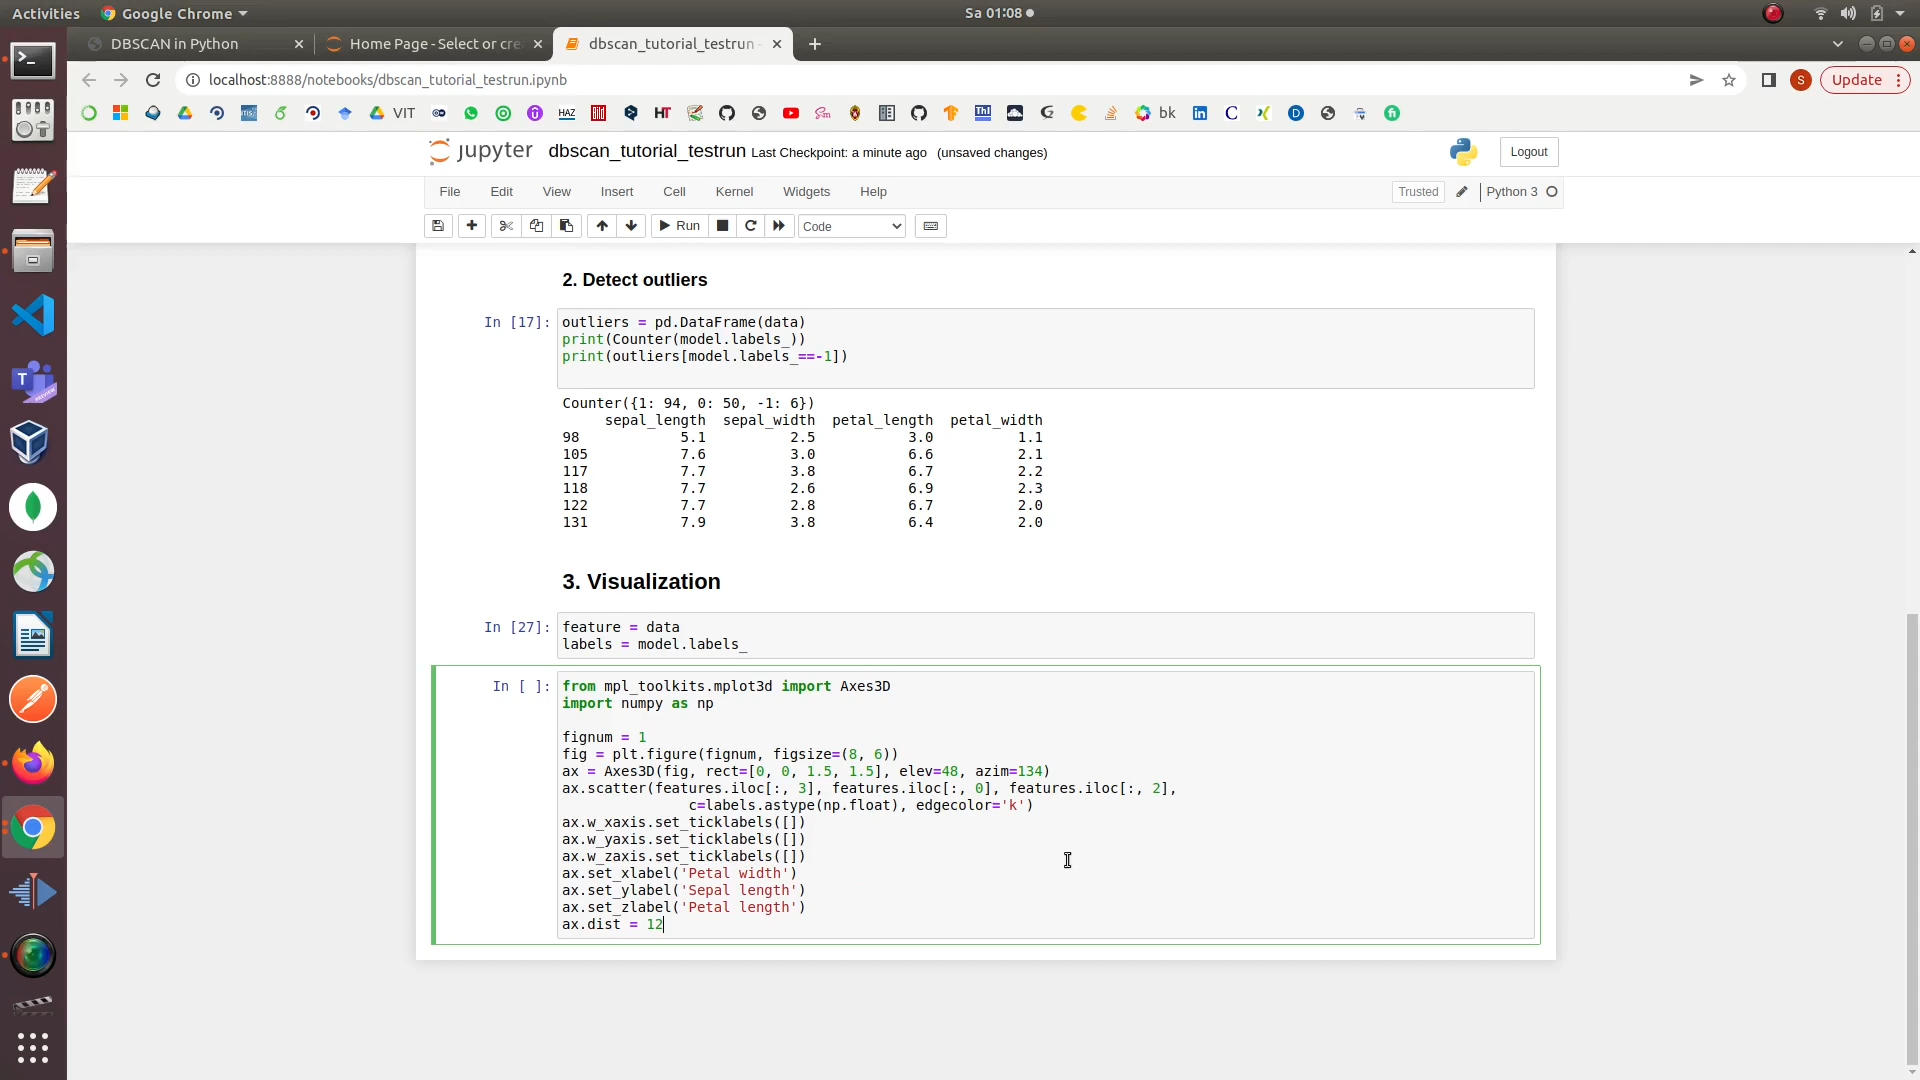 Activities Google Chrome Sa 01:08
DBSCAN in Python Home Page - Select or cre dbscan_tutorial_testrun -
localhost:8888/notebooks/dbscan_tutorial_testrun.ipynb S Update
VIT HAZ HT Sm ThI bk in C D
jupyter dbscan_tutorial_testrun Last Checkpoint: a minute ago (unsaved changes) Logout
File Edit View Insert Cell Kernel Widgets Help Trusted Python 3
Run Code
2. Detect outliers
In [17]: outliers = pd.DataFrame(data)
print(Counter(model.labels_))
print(outliers[model.labels_==-1])
Counter({1: 94, 0: 50, -1: 6})
sepal_length sepal_width petal_length petal_width
98 5.1 2.5 3.0 1.1
105 7.6 3.0 6.6 2.1
117 7.7 3.8 6.7 2.2
118 7.7 2.6 6.9 2.3
122 7.7 2.8 6.7 2.0
131 7.9 3.8 6.4 2.0
3. Visualization
In [27]: feature = data
labels = model.labels_
In [ ]: from mpl_toolkits.mplot3d import Axes3D
import numpy as np
fignum = 1
fig = plt.figure(fignum, figsize=(8, 6))
ax = Axes3D(fig, rect=[0, 0, 1.5, 1.5], elev=48, azim=134)
ax.scatter(features.iloc[:, 3], features.iloc[:, 0], features.iloc[:, 2],
c=labels.astype(np.float), edgecolor='k')
ax.w_xaxis.set_ticklabels([])
ax.w_yaxis.set_ticklabels([])
ax.w_zaxis.set_ticklabels([])
ax.set_xlabel('Petal width')
ax.set_ylabel('Sepal length')
ax.set_zlabel('Petal length')
ax.dist = 12